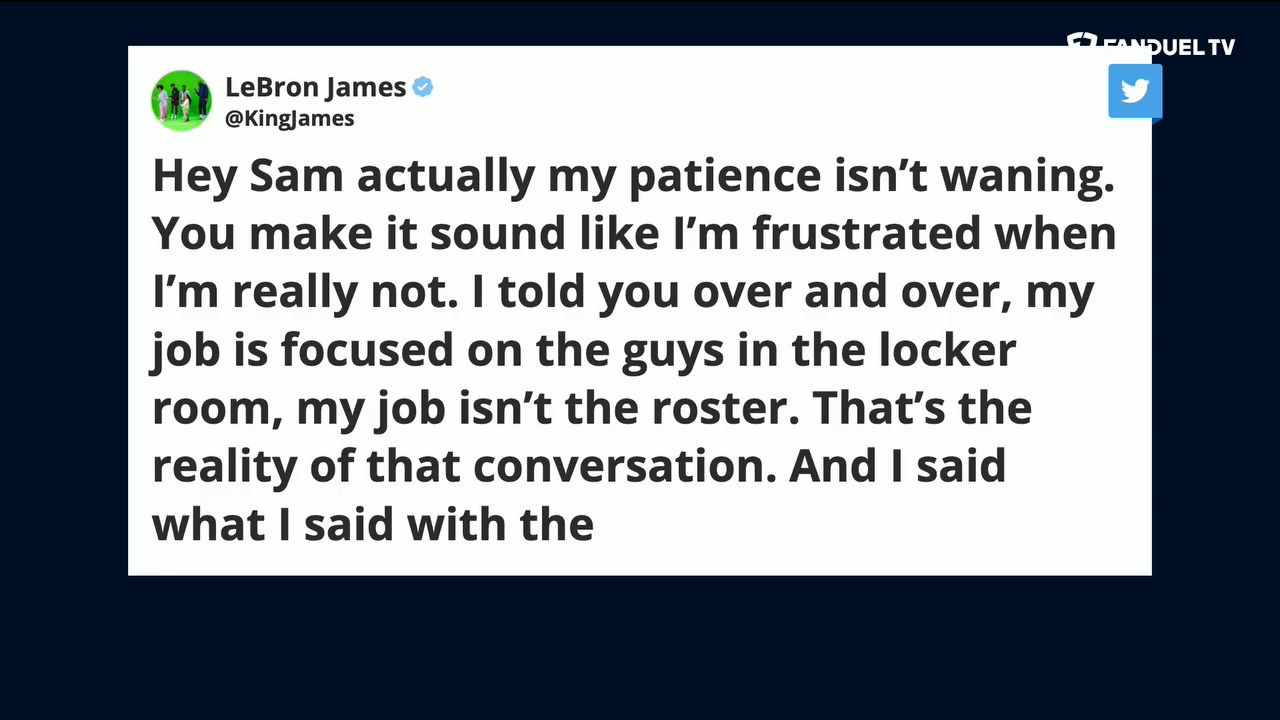 FANDUEL TV
LeBron James
@KingJames
Hey Sam actually my patience isn’t waning.
You make it sound like I’m frustrated when
I’m really not. I told you over and over, my
job is focused on the guys in the locker
room, my job isn’t the roster. That’s the
reality of that conversation. And I said
what I said with the